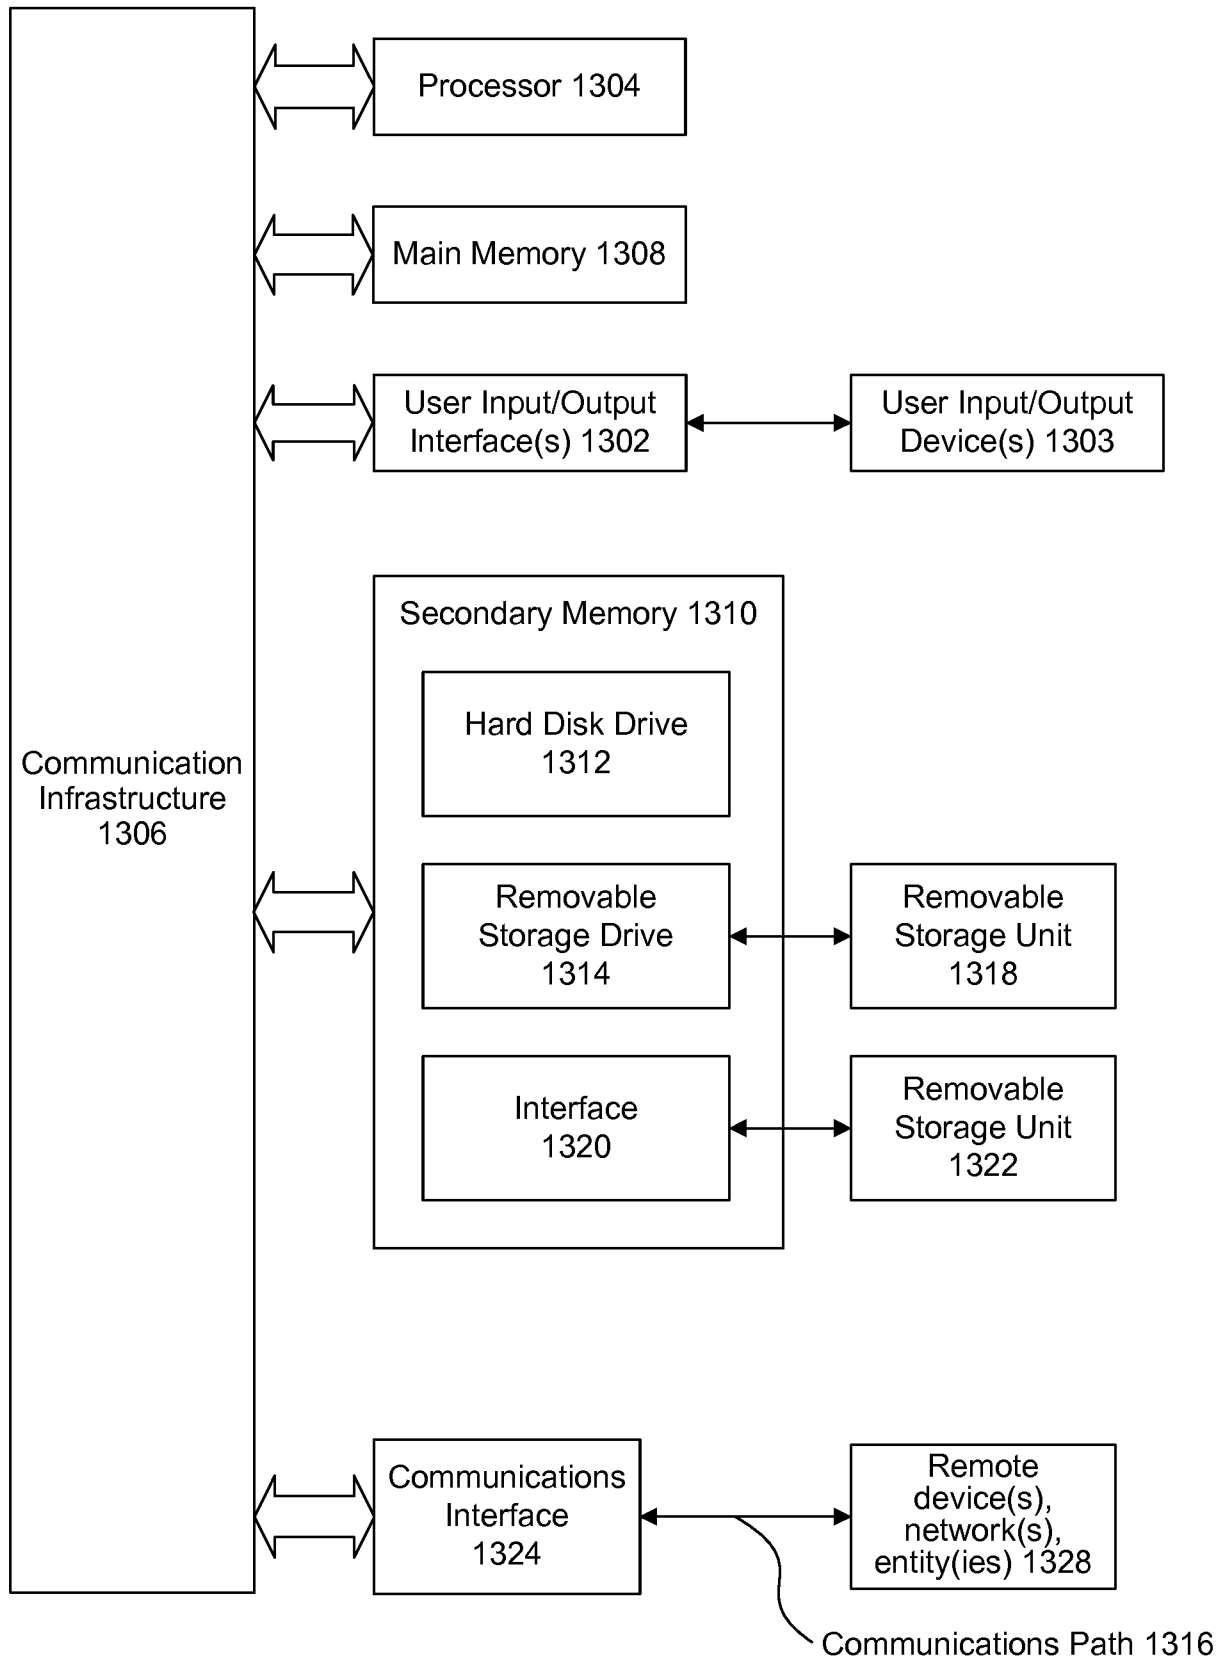 Processor 1304
Main Memory 1308
User Input/Output
Interface(s) 1302
User Input/Output
Device(s) 1303
Secondary Memory 1310
Hard Disk Drive
1312
Communication
Infrastructure
1306
Removable
Storage Drive
1314
Removable
Storage Unit
1318
Interface
1320
Removable
Storage Unit
1322
Communications
Interface
1324
Remote
device(s),
network(s),
entity(ies) 1328
Communications Path 1316